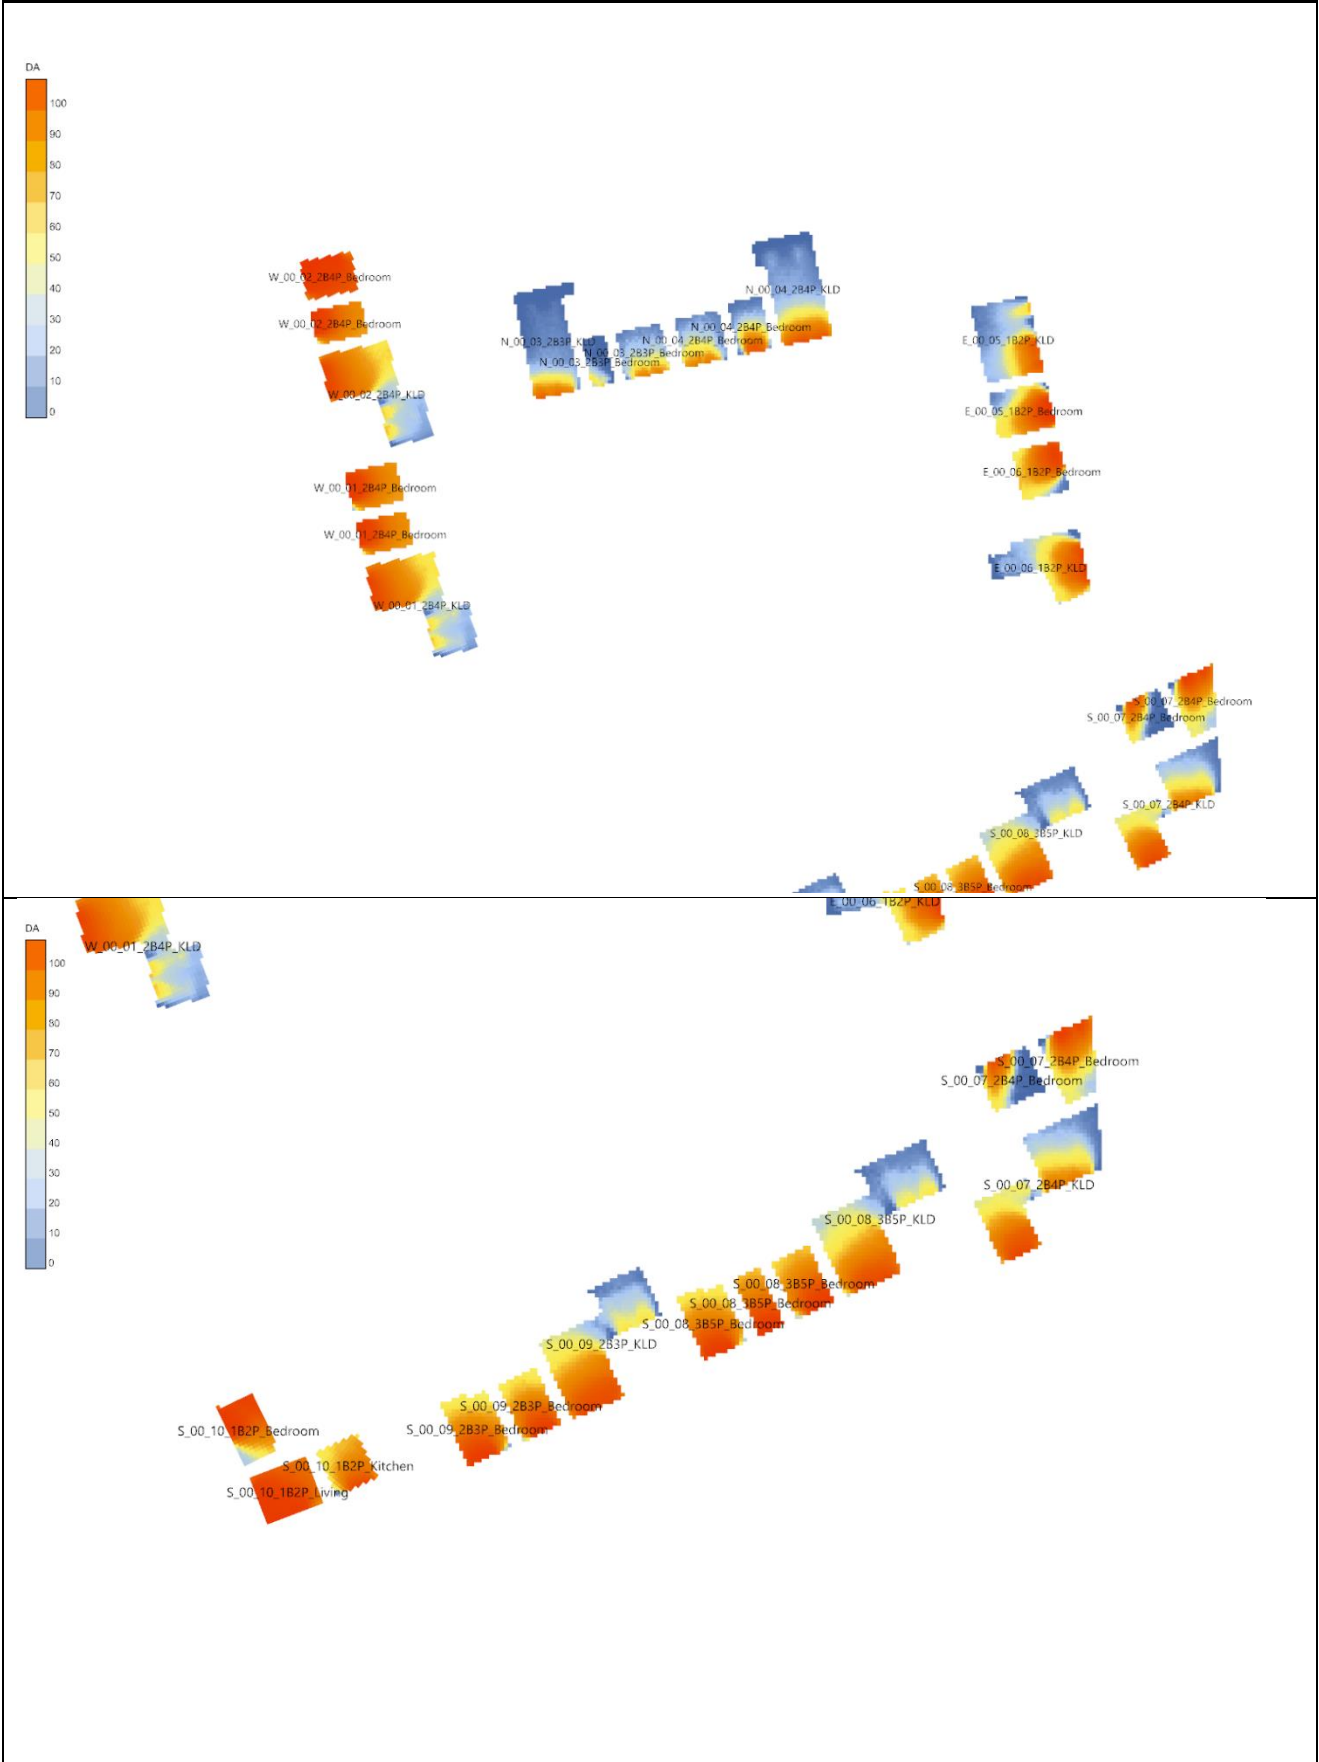 DA
100
90
80
70
60
50
40
30
20
10
0
W_00_02_2B4P_Bedroom
W_00_02_2B4P_Bedroom
W_00_02_2B4P_KLD
W_00_01_2B4P_Bedroom
W_00_01_2B4P_Bedroom
W_00_01_2B4P_KLD
N_00_04_2B4P_KLD
N_00_04_2B4P_Bedroom
N_00_04_2B4P_Bedroom
N_00_03_2B3P_KLD
N_00_03_2B3P_Bedroom
N_00_03_2B3P_Bedroom
E_00_05_1B2P_KLD
E_00_05_1B2P_Bedroom
E_00_06_1B2P_Bedroom
E_00_06_1B2P_KLD
S_00_07_2B4P_Bedroom
S_00_07_2B4P_Bedroom
S_00_07_2B4P_KLD
S_00_08_3B5P_KLD
S_00_08_3B5P_Bedroom
DA
100
90
80
70
60
50
40
30
20
10
0
E_00_06_1B2P_KLD
W_00_01_2B4P_KLD
S_00_07_2B4P_Bedroom
S_00_07_2B4P_Bedroom
S_00_07_2B4P_KLD
S_00_08_3B5P_KLD
S_00_08_3B5P_Bedroom
S_00_08_3B5P_Bedroom
S_00_08_3B5P_Bedroom
S_00_09_2B3P_KLD
S_00_09_2B3P_Bedroom
S_00_09_2B3P_Bedroom
S_00_10_1B2P_Bedroom
S_00_10_1B2P_Kitchen
S_00_10_1B2P_Living